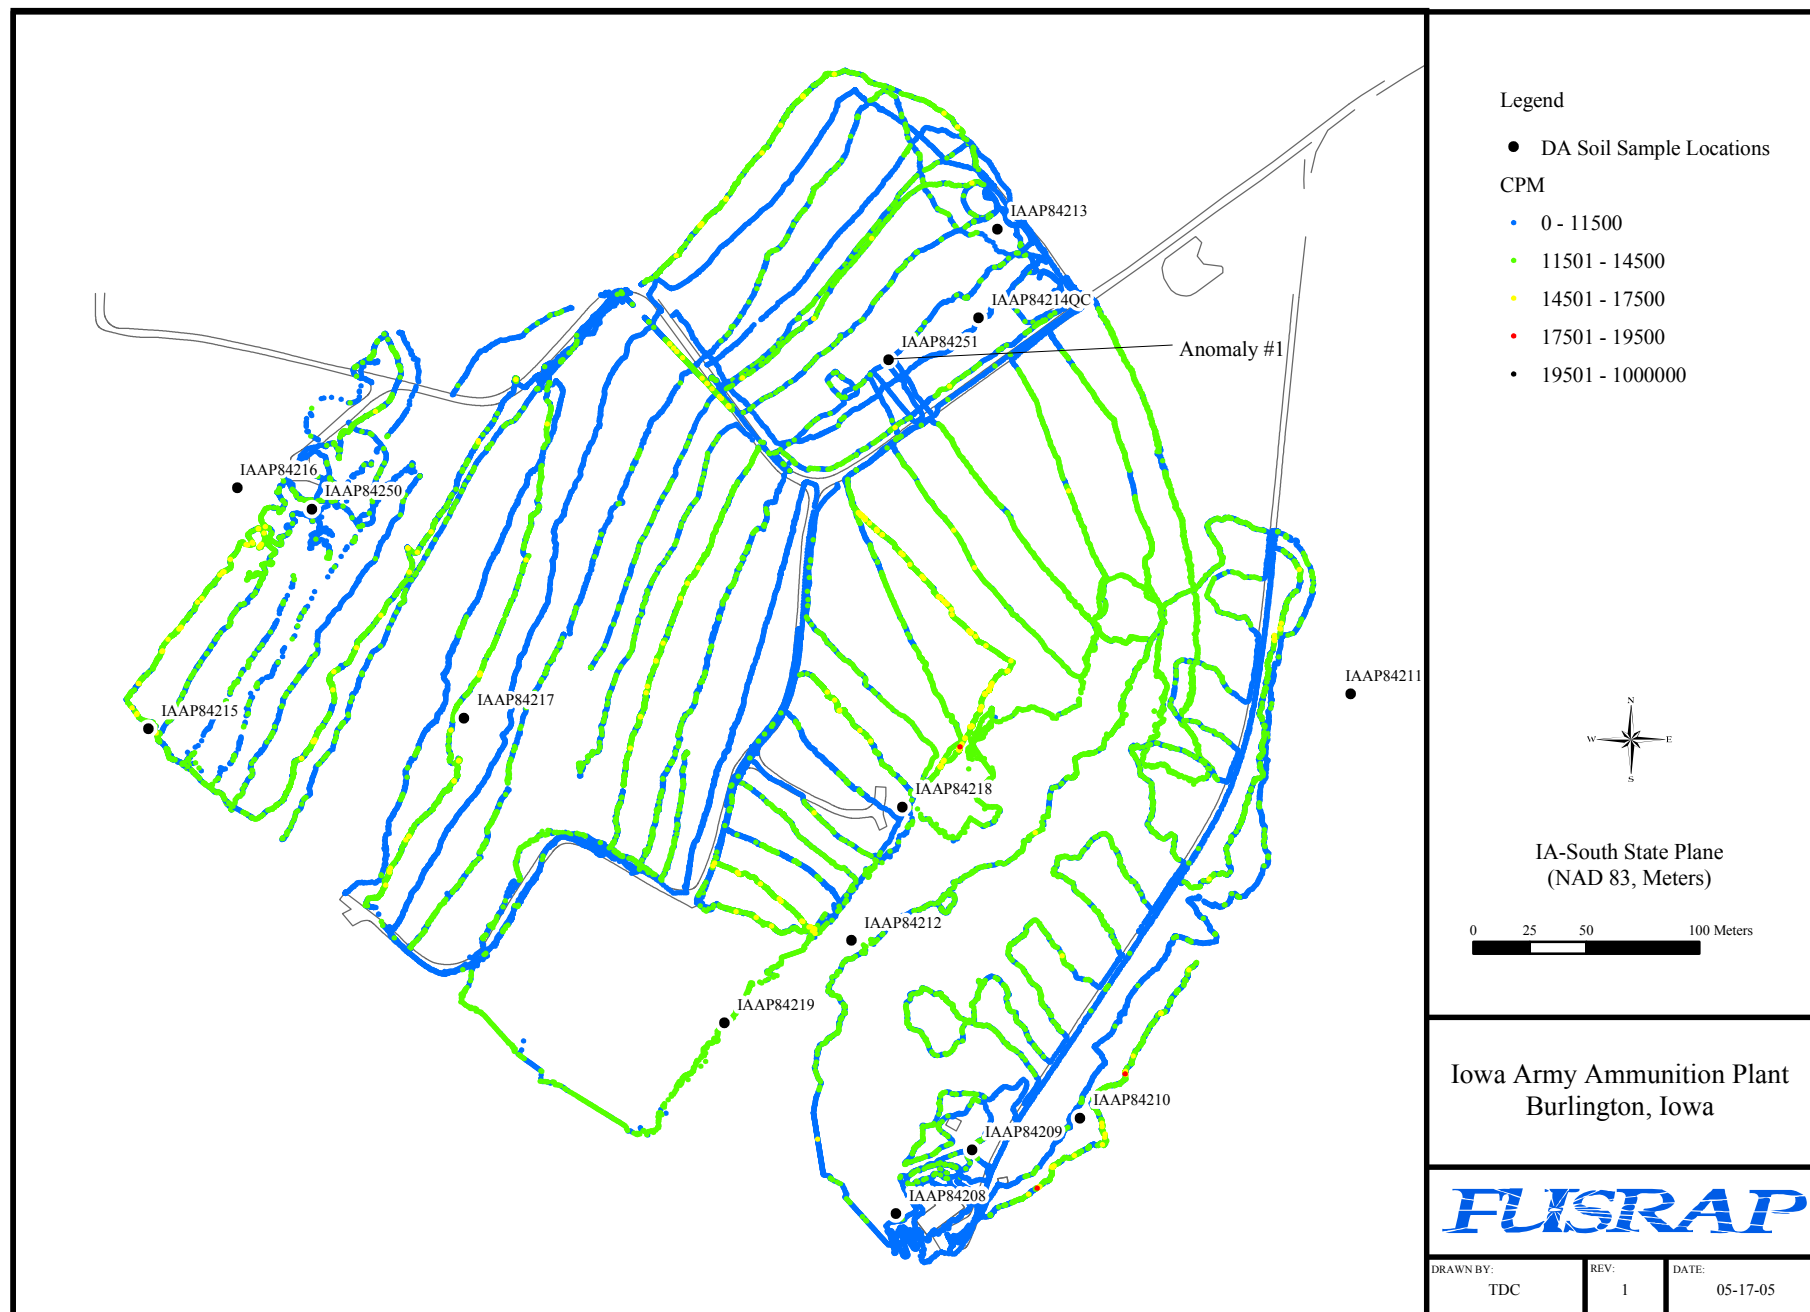 Legend
DA Soil Sample Locations
CPM
0 - 11500
11501 - 14500
14501 - 17500
17501 - 19500
19501 - 1000000
IAAP84213
IAAP84214QC
IAAP84251
Anomaly #1
IAAP84216
IAAP84250
IAAP84211
IAAP84215
IAAP84217
IAAP84218
IAAP84212
IAAP84219
IAAP84210
IAAP84209
IAAP84208
N
W E
S
IA-South State Plane
(NAD 83, Meters)
0 25 50 100 Meters
Iowa Army Ammunition Plant
Burlington, Iowa
FUSRAP
DRAWN BY:
TDC
REV:
1
DATE:
05-17-05